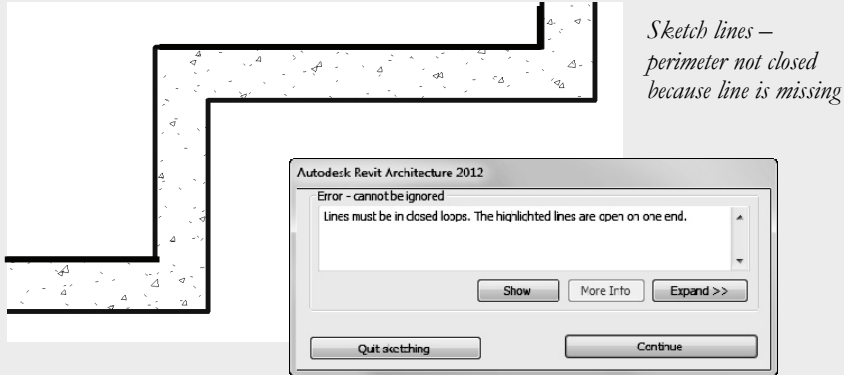 Sketch lines –
perimeter not closed
because line is missing
Autodesk Revit Architecture 2012
Error - cannot be ignored
Lines must be in closed loops. The highlighted lines are open on one end.
Show
More Info
Expand >>
Quit sketching
Continue